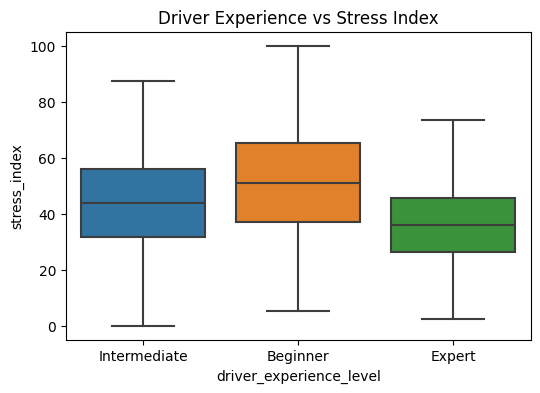 Driver Experience vs Stress Index
stress_index
100
80
60
40
20
0
Intermediate Beginner Expert
driver_experience_level